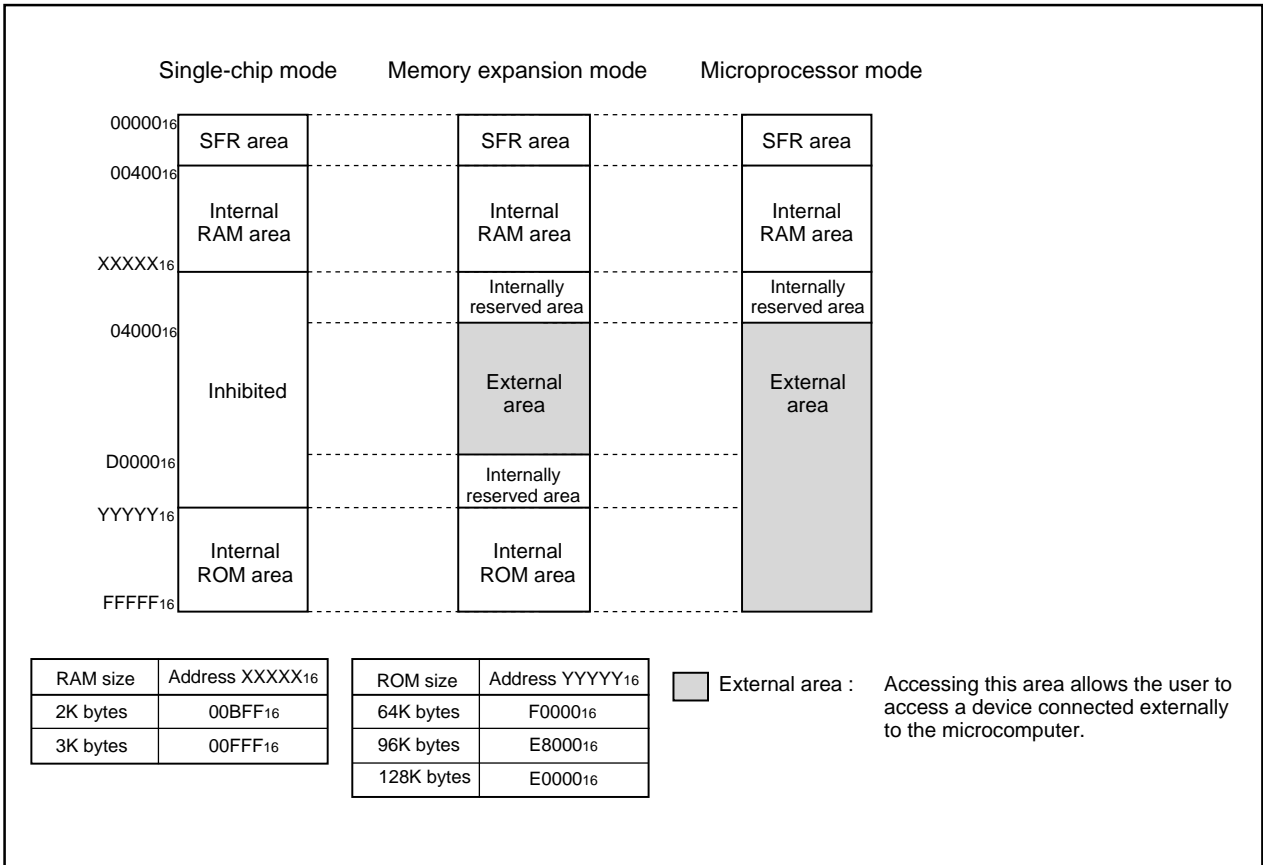 Single-chip mode Memory expansion mode Microprocessor mode
0000016
SFR area SFR area SFR area
0040016
Internal
RAM area
Internal
RAM area
Internal
RAM area
XXXXX16
Internally
reserved area
Internally
reserved area
0400016
Inhibited
External
area
External
area
D000016
Internally
reserved area
YYYYY16
Internal
ROM area
Internal
ROM area
FFFFF16
RAM size Address XXXXX16
2K bytes 00BFF16
3K bytes 00FFF16
ROM size Address YYYYY16
64K bytes F000016
96K bytes E800016
128K bytes E000016
External area : Accessing this area allows the user to
access a device connected externally
to the microcomputer.